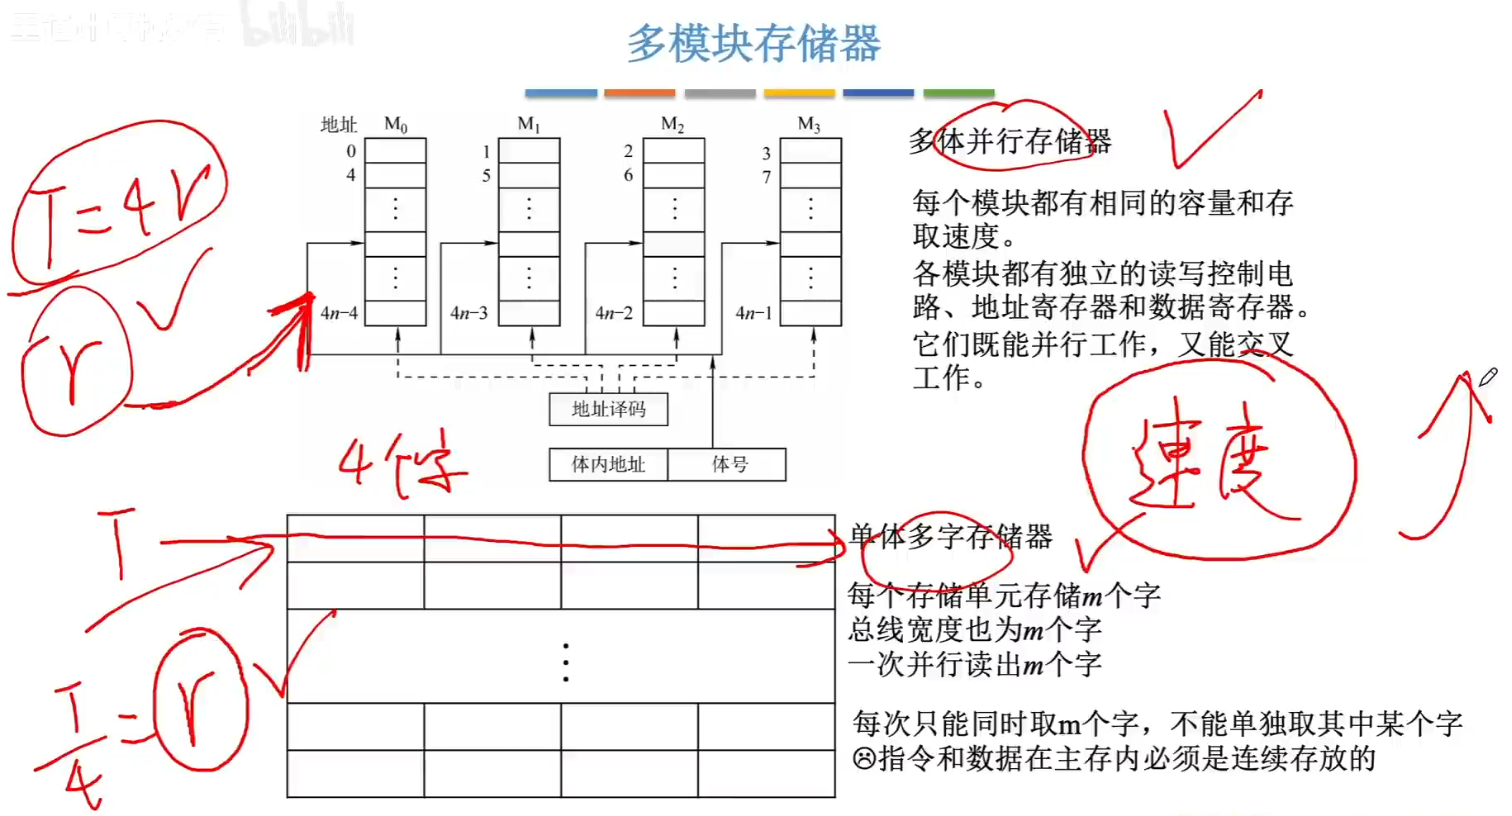 bilibili
多模块存储器
地址 M₀ M₁ M₂ M₃
0 1 2 3
4 5 6 7
⋮ ⋮ ⋮ ⋮
⋮ ⋮ ⋮ ⋮
4n−4 4n−3 4n−2 4n−1
地址译码
体内地址 体号
T=4r
r
4个字
多体并行存储器
每个模块都有相同的容量和存
取速度。
各模块都有独立的读写控制电
路、地址寄存器和数据寄存器。
它们既能并行工作，又能交叉
工作。
速度
T
T/4=r
⋮
单体多字存储器
每个存储单元存储m个字
总线宽度也为m个字
一次并行读出m个字
每次只能同时取m个字，不能单独取其中某个字
☹指令和数据在主存内必须是连续存放的